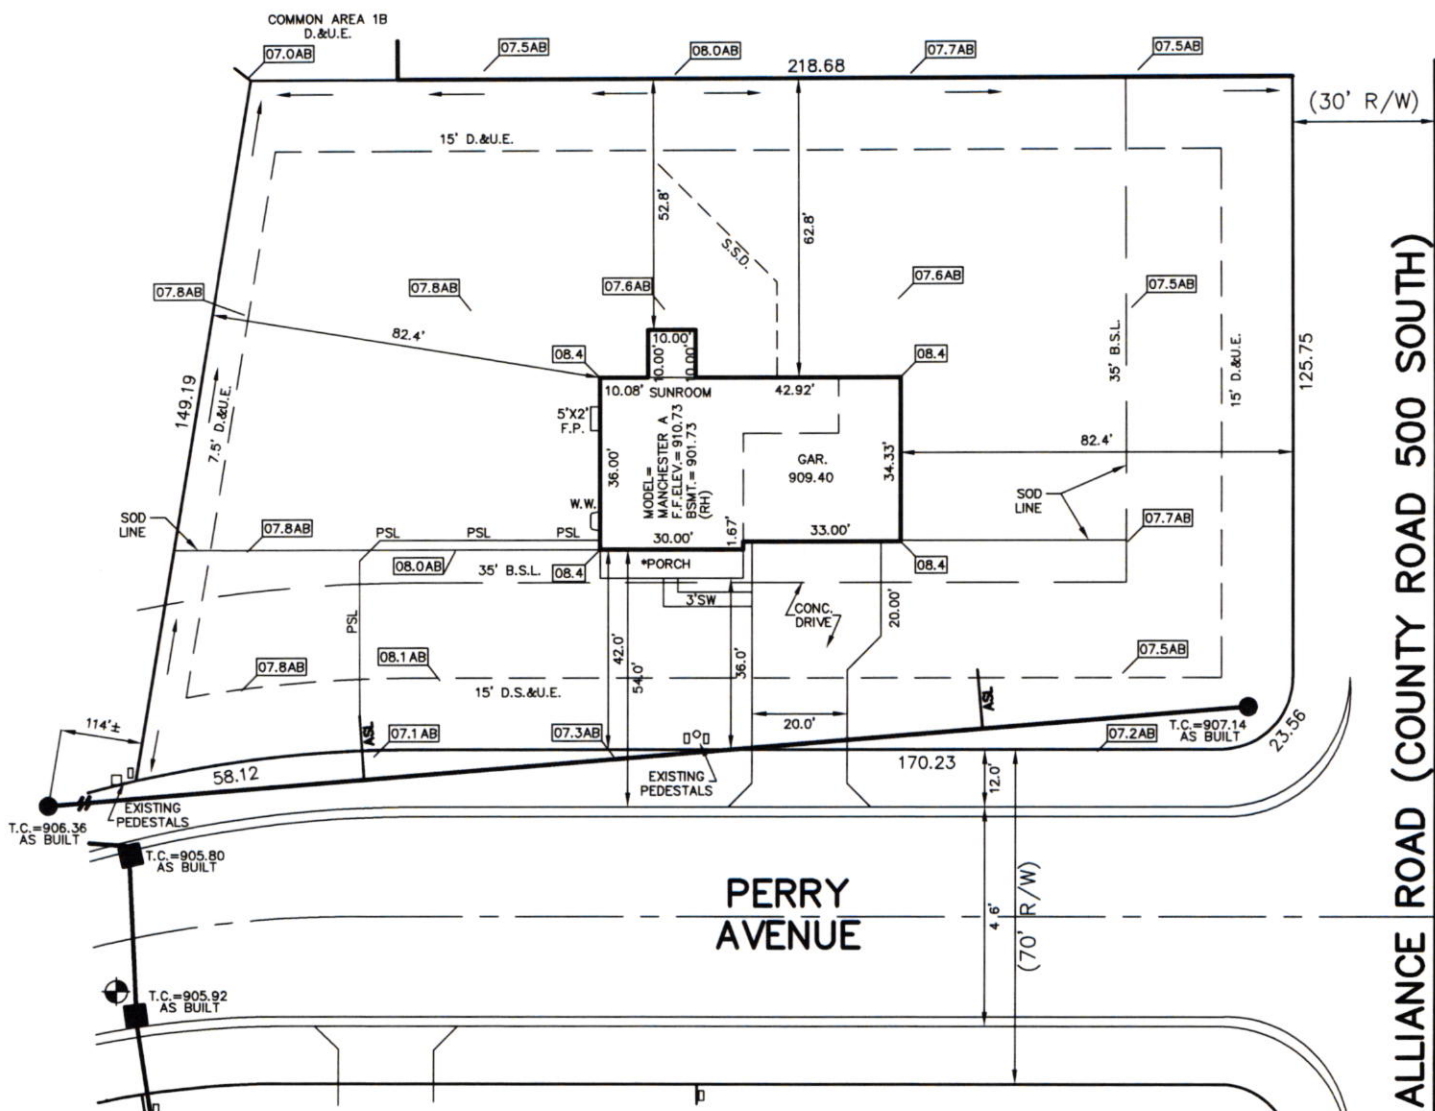 COMMON AREA 1B
D.&U.E.
07.0AB
07.5AB
08.0AB
07.7AB
07.5AB
218.68
(30' R/W)
15' D.&U.E.
52.8'
62.8'
S.S.D.
07.8AB
07.8AB
07.6AB
07.6AB
07.5AB
82.4'
08.4
10.00'
10.00'
10.00'
08.4
35' B.S.L.
15' D.&U.E.
125.75
149.19
7.5' D.&U.E.
10.08'
SUNROOM
42.92'
5'X2'
F.P.
36.00'
MODEL=
MANCHESTER A
F.F.ELEV.= 910.73
BSMT.= 901.73
(RH)
GAR.
909.40
34.33'
82.4'
W.W.
SOD
LINE
SOD
LINE
07.8AB
PSL
PSL
PSL
30.00'
1.67'
33.00'
07.7AB
08.0AB
35' B.S.L.
08.4
*PORCH
08.4
PSL
3'SW
CONC.
DRIVE
20.00'
42.0'
54.0'
36.0'
07.8AB
08.1AB
07.5AB
15' D.S.&U.E.
114'±
ASL
07.1AB
07.3AB
20.0'
ASL
07.2AB
T.C.=907.14
AS BUILT
23.56
58.12
170.23
EXISTING
PEDESTALS
12.0'
EXISTING
PEDESTALS
T.C.=906.36
AS BUILT
T.C.=905.80
AS BUILT
PERRY
AVENUE
4 6'
(70' R/W)
T.C.=905.92
AS BUILT
ALLIANCE ROAD (COUNTY ROAD 500 SOUTH)